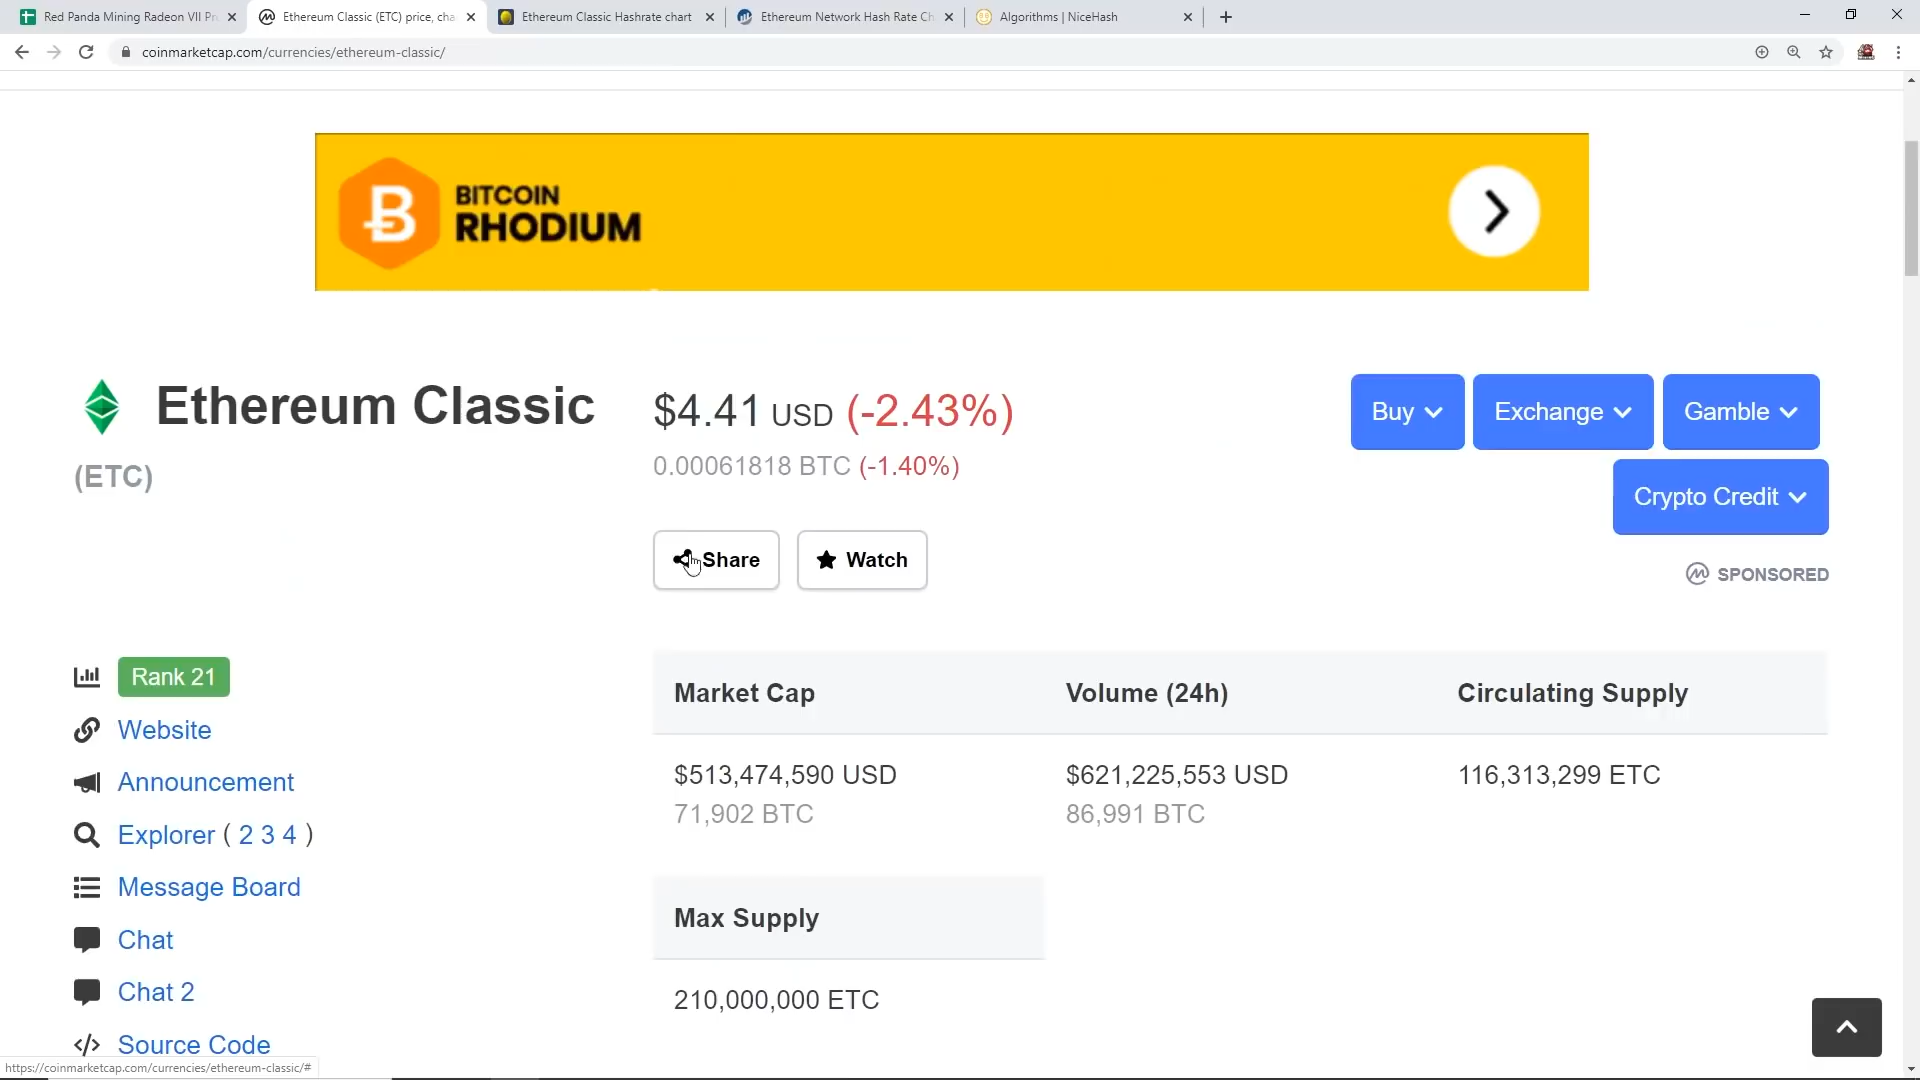 Red Panda Mining Radeon VII Pr
Ethereum Classic (ETC) price, cha
Ethereum Classic Hashrate chart
Ethereum Network Hash Rate Ch
Algorithms | NiceHash
coinmarketcap.com/currencies/ethereum-classic/
BITCOIN
RHODIUM
Ethereum Classic
(ETC)
$4.41 USD (-2.43%)
0.00061818 BTC (-1.40%)
Buy
Exchange
Gamble
Crypto Credit
Share
Watch
SPONSORED
Rank 21
Website
Announcement
Explorer ( 2 3 4 )
Message Board
Chat
Chat 2
Source Code
Market Cap
Volume (24h)
Circulating Supply
$513,474,590 USD
71,902 BTC
$621,225,553 USD
86,991 BTC
116,313,299 ETC
Max Supply
210,000,000 ETC
https://coinmarketcap.com/currencies/ethereum-classic/#